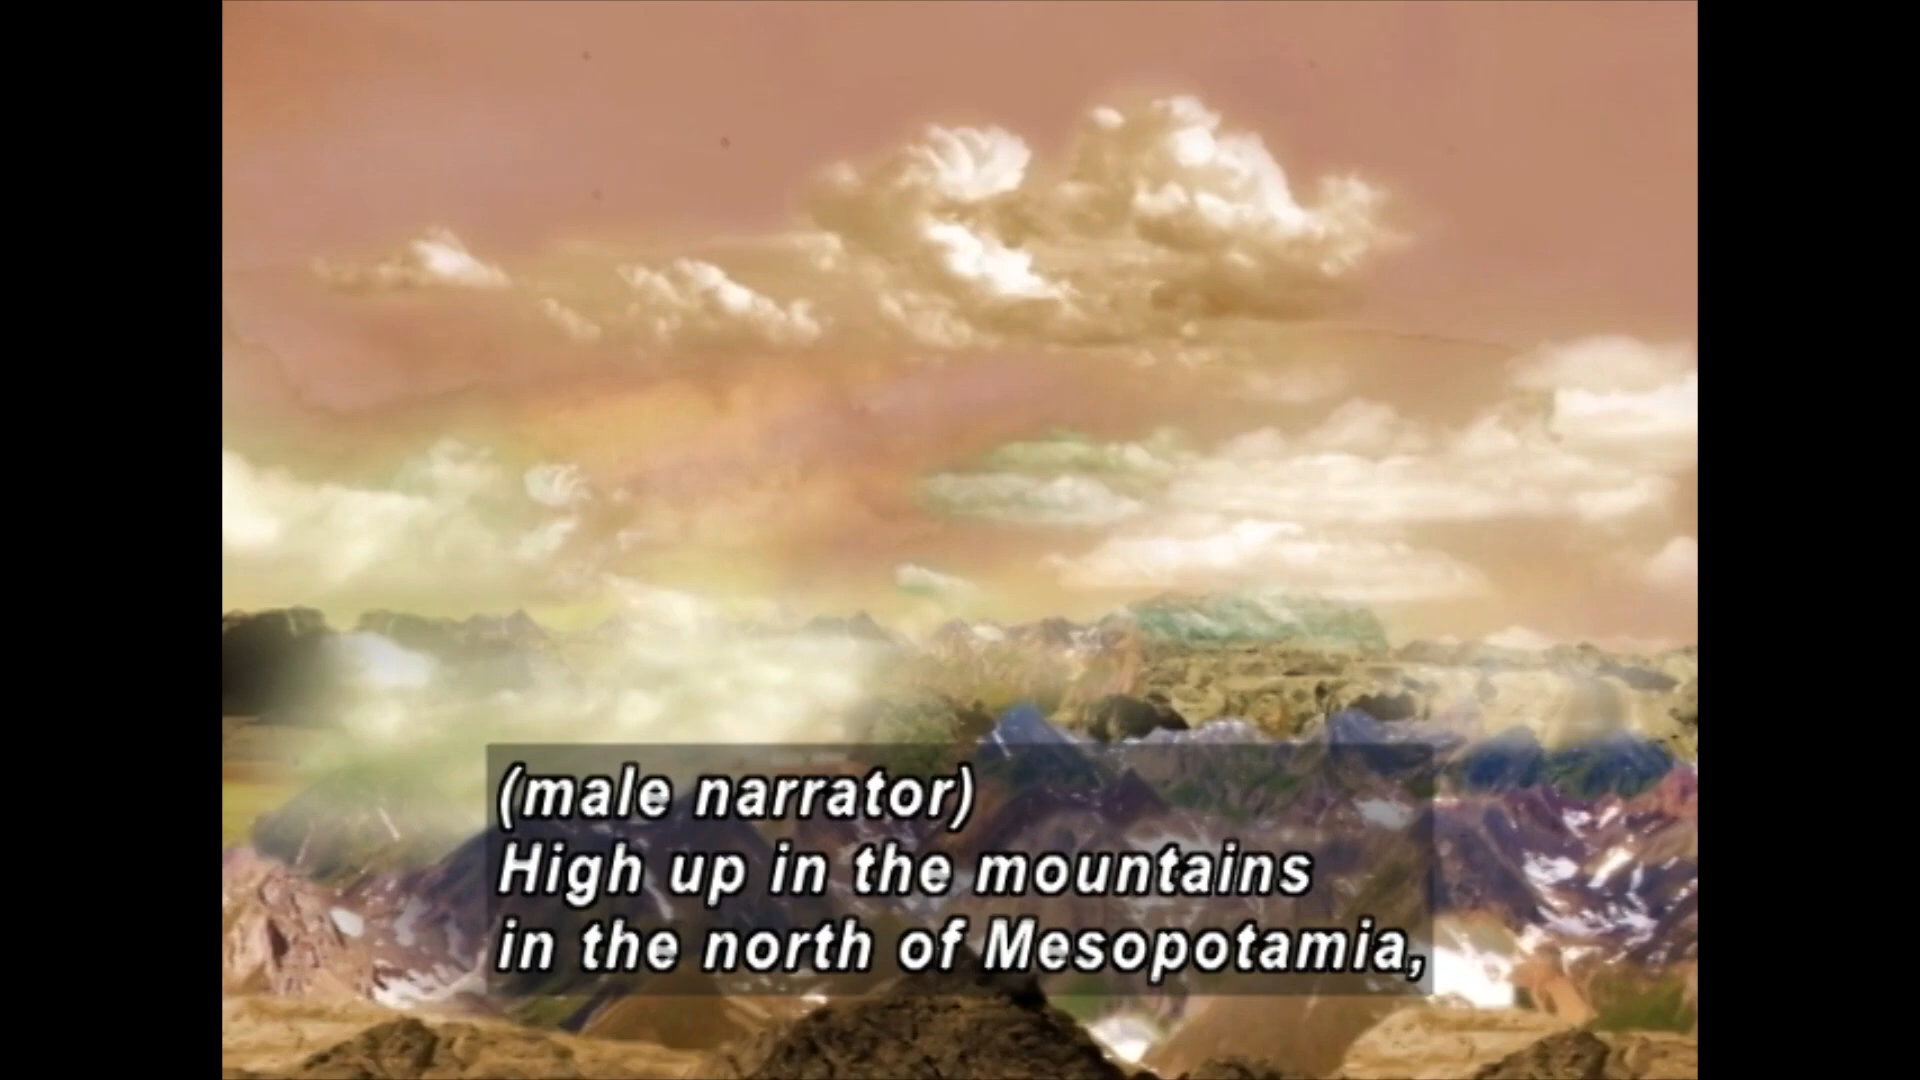 (male narrator)
High up in the mountains
in the north of Mesopotamia,